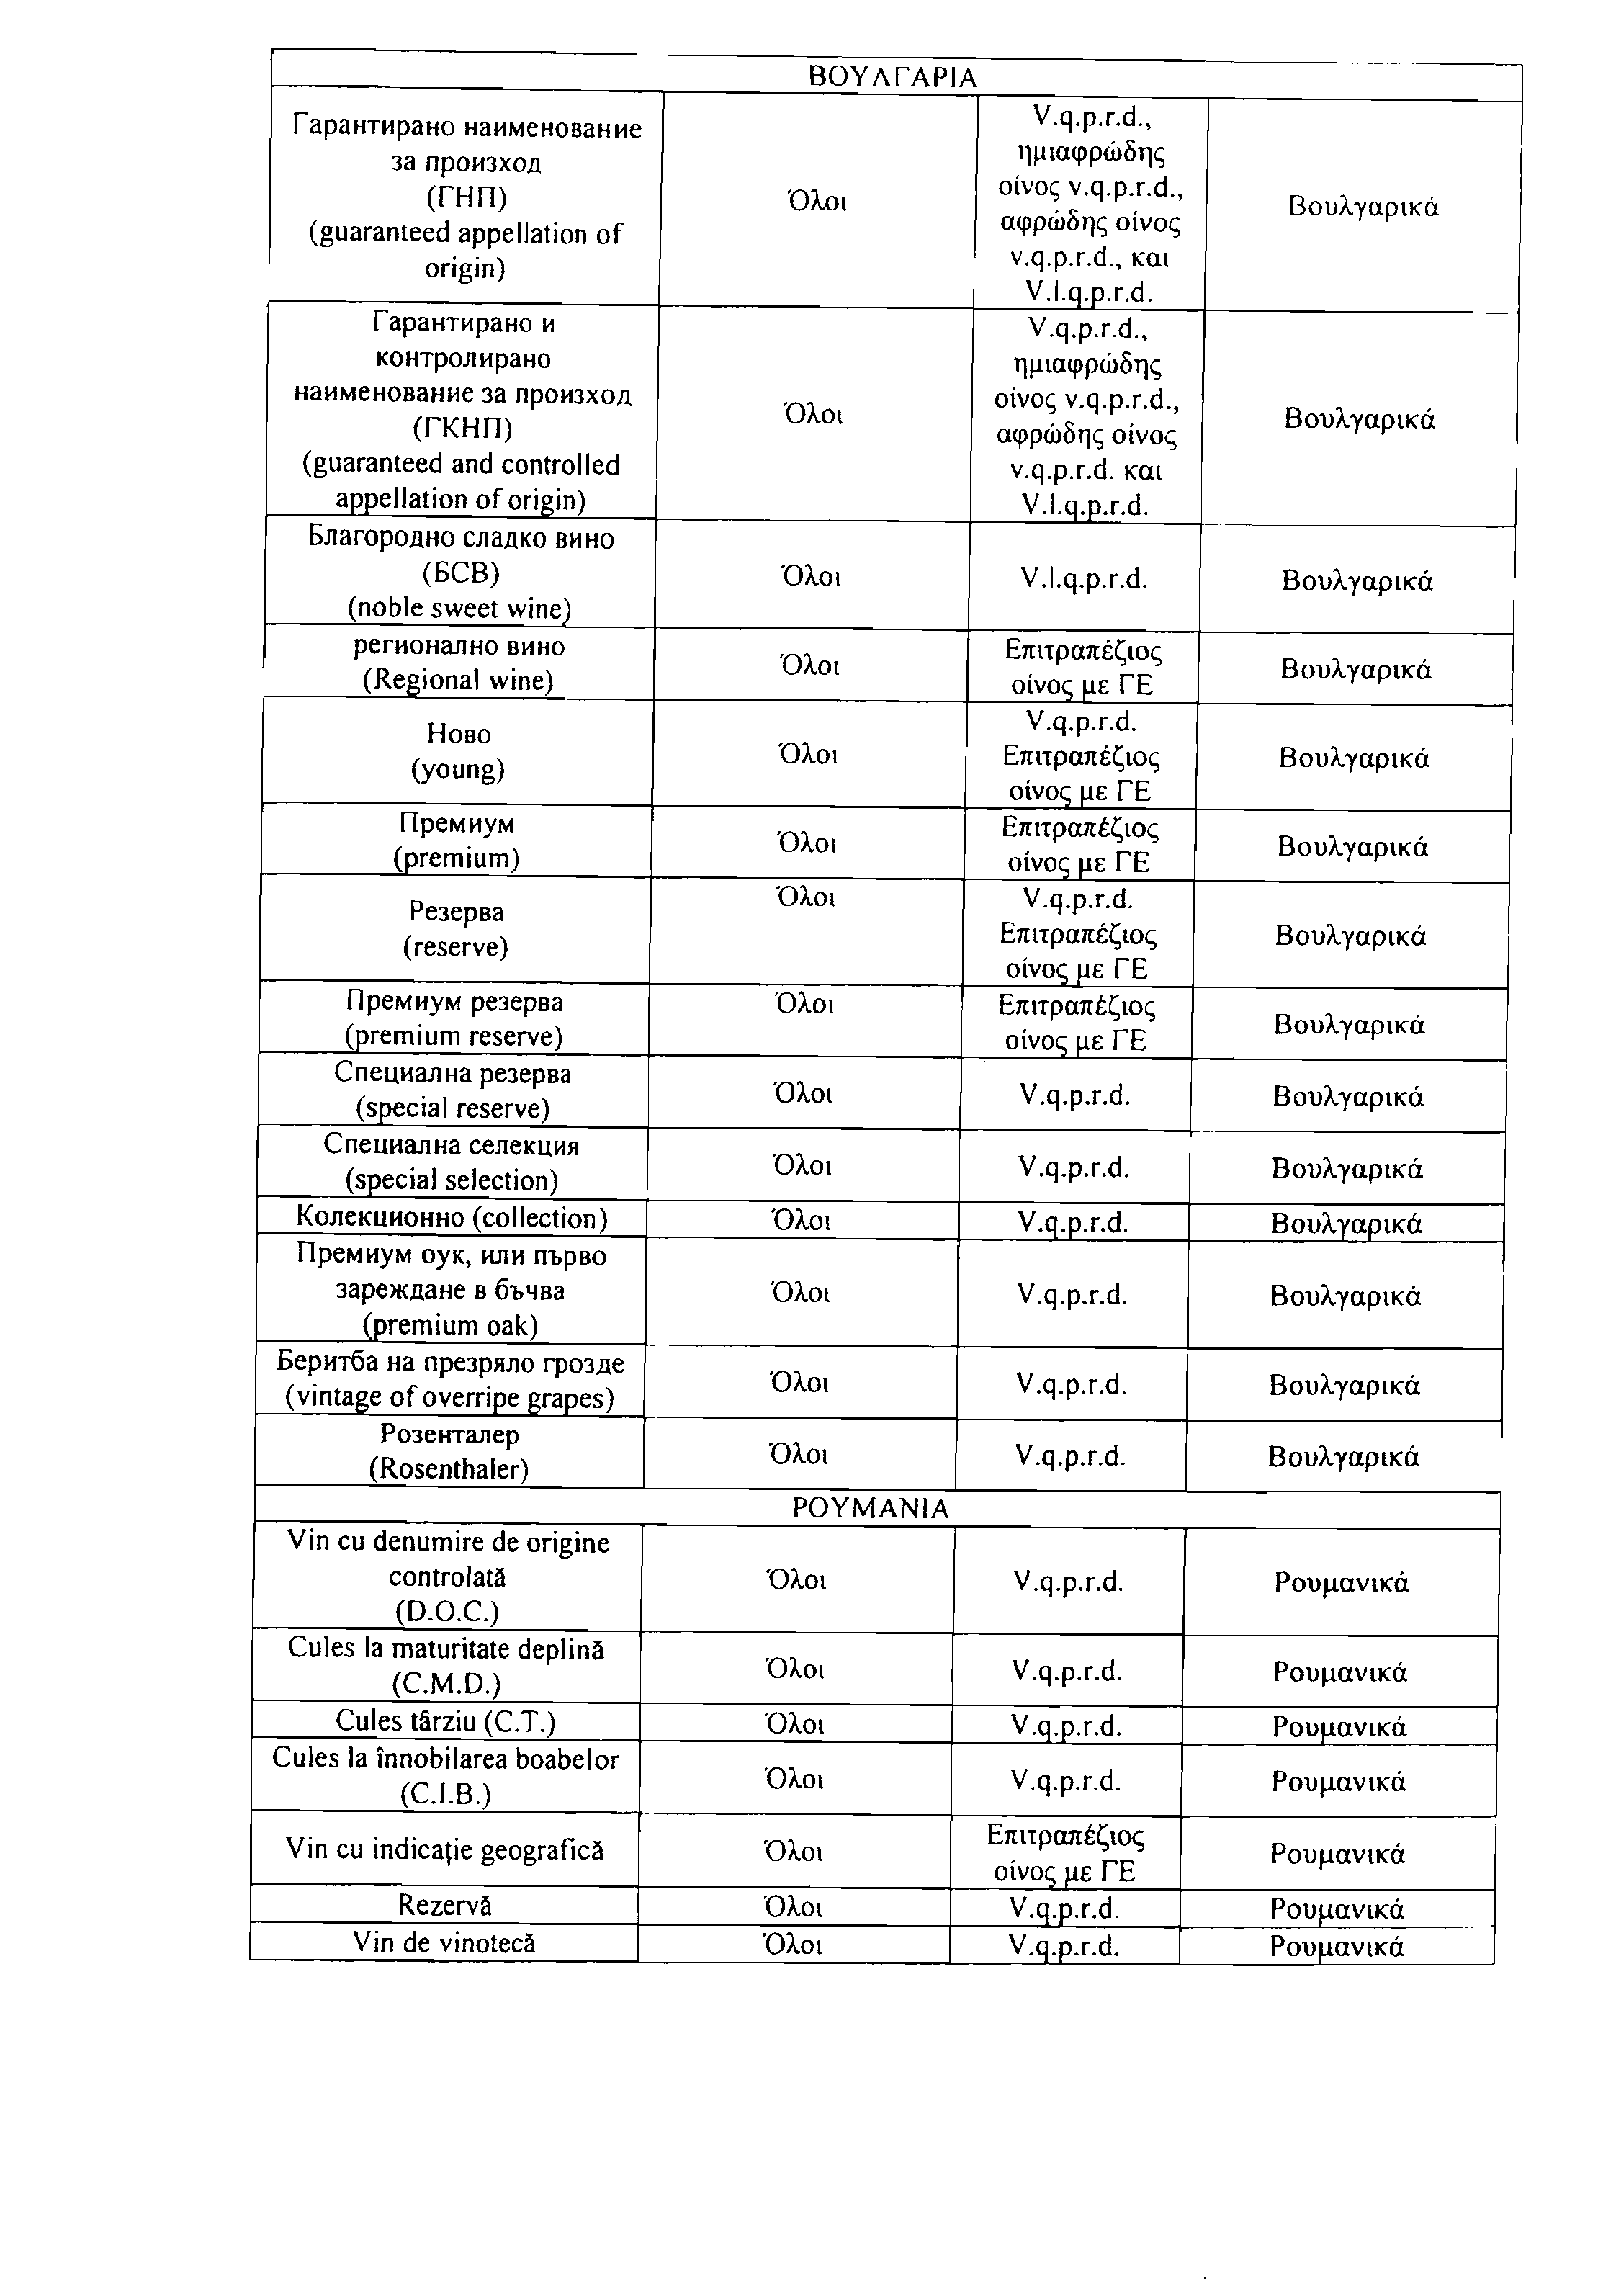 ΒΟΥΛΓΑΡΙΑ
Гарантирано наименование
за произход
(ГНП)
(guaranteed appellation of
origin)
Όλοι
V.q.p.r.d.,
ημιαφρώδης
οίνος v.q.p.r.d.,
αφρώδης οίνος
v.q.p.r.d., και
V.l.q.p.r.d.
Βουλγαρικά
Гарантирано и
контролирано
наименование за произход
(ГКНП)
(guaranteed and controlled
appellation of origin)
Όλοι
V.q.p.r.d.,
ημιαφρώδης
οίνος v.q.p.r.d.,
αφρώδης οίνος
v.q.p.r.d. και
V.l.q.p.r.d.
Βουλγαρικά
Благородно сладко вино
(БСВ)
(noble sweet wine)
Όλοι
V.l.q.p.r.d.
Βουλγαρικά
регионално вино
(Regional wine)
Όλοι
Επιτραπέζιος
οίνος με ΓΕ
Βουλγαρικά
Ново
(young)
Όλοι
V.q.p.r.d.
Επιτραπέζιος
οίνος με ΓΕ
Βουλγαρικά
Премиум
(premium)
Όλοι
Επιτραπέζιος
οίνος με ΓΕ
Βουλγαρικά
Резерва
(reserve)
Όλοι
V.q.p.r.d.
Επιτραπέζιος
οίνος με ΓΕ
Βουλγαρικά
Премиум резерва
(premium reserve)
Όλοι
Επιτραπέζιος
οίνος με ΓΕ
Βουλγαρικά
Специална резерва
(special reserve)
Όλοι
V.q.p.r.d.
Βουλγαρικά
Специална селекция
(special selection)
Όλοι
V.q.p.r.d.
Βουλγαρικά
Колекционно (collection)
Όλοι
V.q.p.r.d.
Βουλγαρικά
Премиум оук, или първо
зареждане в бъчва
(premium oak)
Όλοι
V.q.p.r.d.
Βουλγαρικά
Беритба на презряло грозде
(vintage of overripe grapes)
Όλοι
V.q.p.r.d.
Βουλγαρικά
Розенталер
(Rosenthaler)
Όλοι
V.q.p.r.d.
Βουλγαρικά
ΡΟΥΜΑΝΙΑ
Vin cu denumire de origine
controlată
(D.O.C.)
Όλοι
V.q.p.r.d.
Ρουμανικά
Cules la maturitate deplină
(C.M.D.)
Όλοι
V.q.p.r.d.
Ρουμανικά
Cules târziu (C.T.)
Όλοι
V.q.p.r.d.
Ρουμανικά
Cules la înnobilarea boabelor
(C.I.B.)
Όλοι
V.q.p.r.d.
Ρουμανικά
Vin cu indicație geografică
Όλοι
Επιτραπέζιος
οίνος με ΓΕ
Ρουμανικά
Rezervă
Όλοι
V.q.p.r.d.
Ρουμανικά
Vin de vinotecă
Όλοι
V.q.p.r.d.
Ρουμανικά